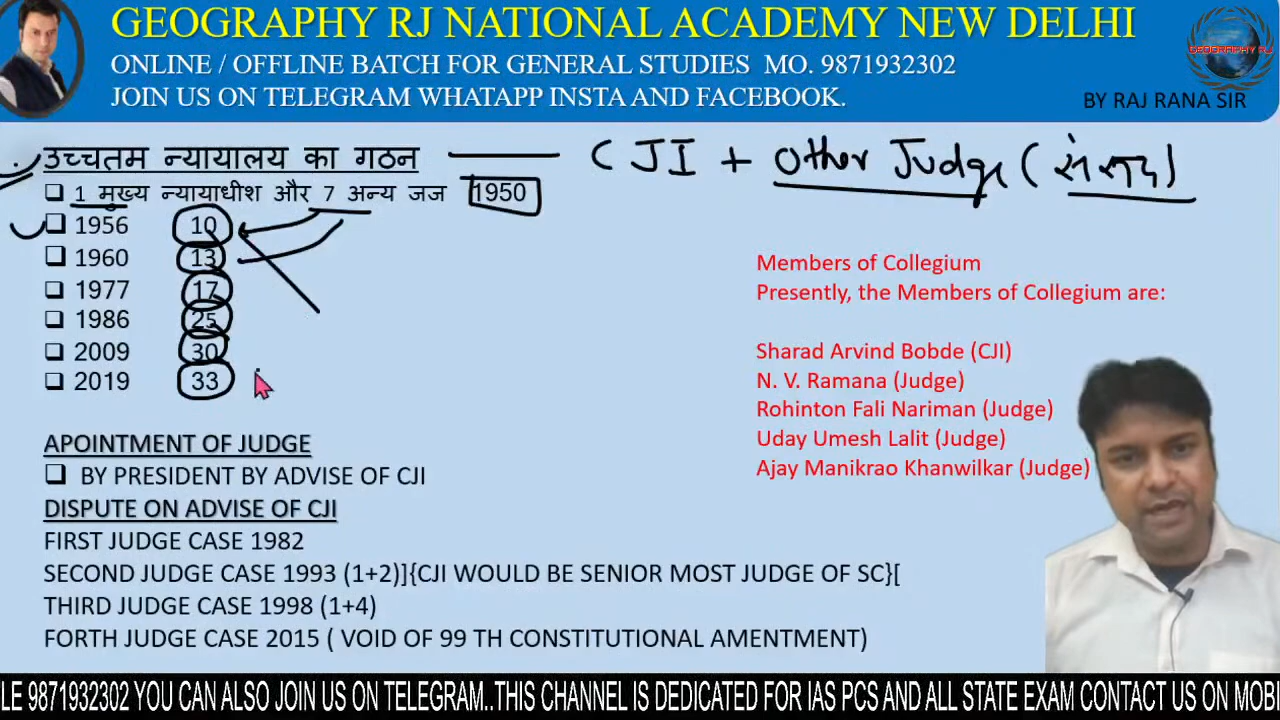 GEOGRAPHY RJ NATIONAL ACADEMY NEW DELHI
ONLINE / OFFLINE BATCH FOR GENERAL STUDIES MO. 9871932302
JOIN US ON TELEGRAM WHATAPP INSTA AND FACEBOOK.
GEOGRAPHY RJ
BY RAJ RANA SIR
उच्चतम न्यायालय का गठन
CJI + Other Judge (संसद)
1 मुख्य न्यायाधीश और 7 अन्य जज 1950
1956 10
1960 13
1977 17
1986 25
2009 30
2019 33
Members of Collegium
Presently, the Members of Collegium are:
Sharad Arvind Bobde (CJI)
N. V. Ramana (Judge)
Rohinton Fali Nariman (Judge)
Uday Umesh Lalit (Judge)
Ajay Manikrao Khanwilkar (Judge)
APOINTMENT OF JUDGE
BY PRESIDENT BY ADVISE OF CJI
DISPUTE ON ADVISE OF CJI
FIRST JUDGE CASE 1982
SECOND JUDGE CASE 1993 (1+2)]{CJI WOULD BE SENIOR MOST JUDGE OF SC}[
THIRD JUDGE CASE 1998 (1+4)
FORTH JUDGE CASE 2015 ( VOID OF 99 TH CONSTITUTIONAL AMENTMENT)
LE 9871932302 YOU CAN ALSO JOIN US ON TELEGRAM..THIS CHANNEL IS DEDICATED FOR IAS PCS AND ALL STATE EXAM CONTACT US ON MOBI